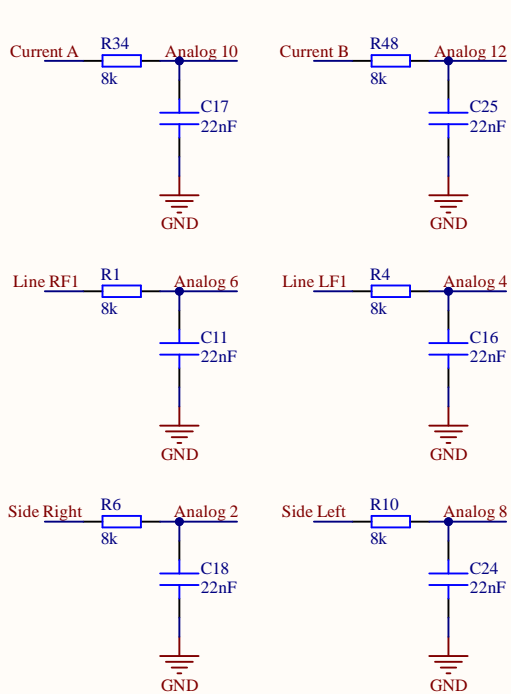 Current A R34 Analog 10
8k
C17
22nF
GND
Current B R48 Analog 12
8k
C25
22nF
GND
Line RF1 R1 Analog 6
8k
C11
22nF
GND
Line LF1 R4 Analog 4
8k
C16
22nF
GND
Side Right R6 Analog 2
8k
C18
22nF
GND
Side Left R10 Analog 8
8k
C24
22nF
GND